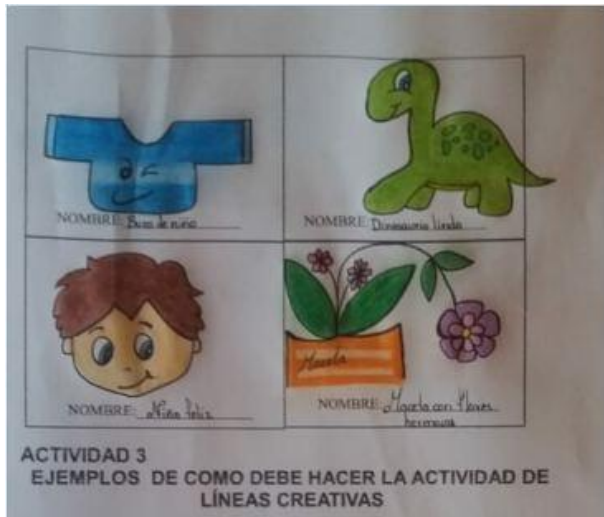 NOMBRE: Buso de niño
NOMBRE: Dinosaurio lindo
NOMBRE: Niño feliz
Maceta
NOMBRE: Maceta con flores
hermosas
ACTIVIDAD 3
EJEMPLOS DE COMO DEBE HACER LA ACTIVIDAD DE
LÍNEAS CREATIVAS